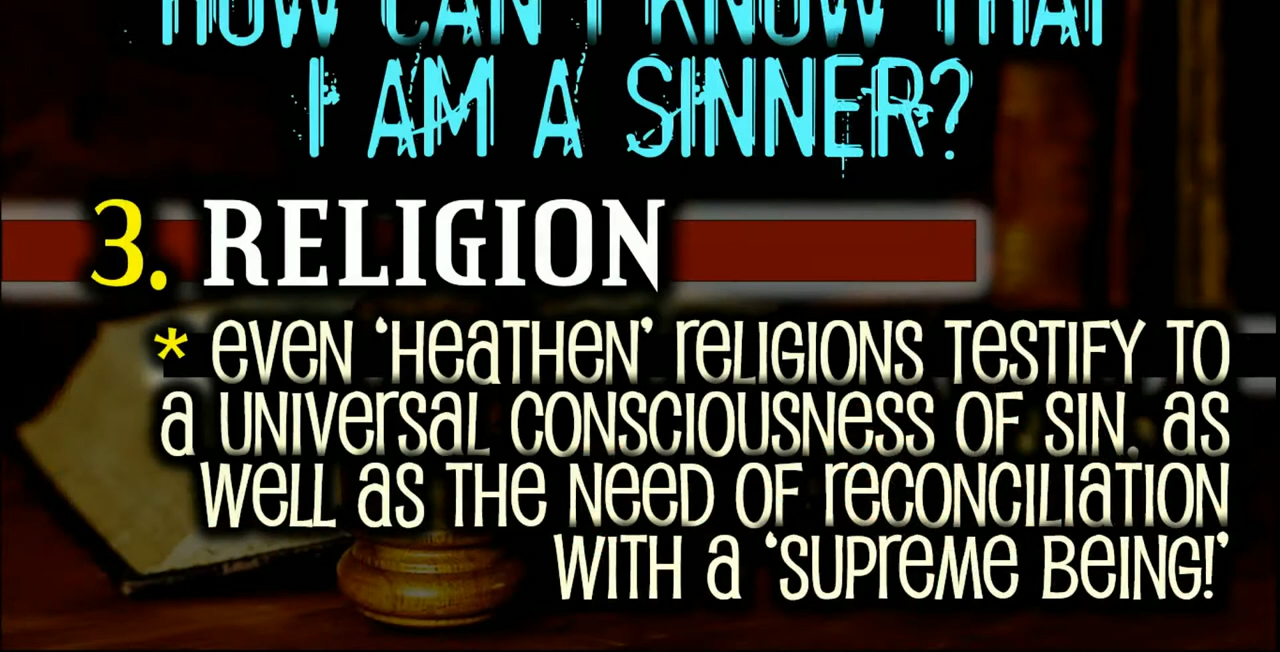 HOW CAN I KNOW THAT
I AM A SINNER?
3. RELIGION
* even 'heathen' religions testify to
a universal consciousness of sin, as
well as the need of reconciliation
with a 'supreme being!'